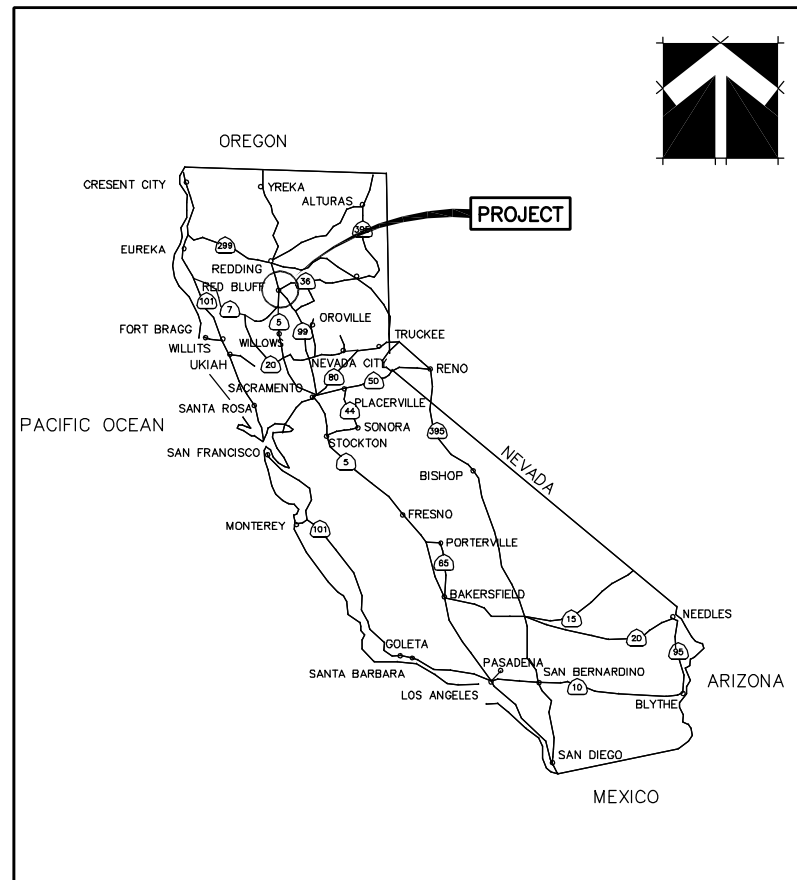 OREGON
CRESENT CITY
YREKA
ALTURAS
PROJECT
395
EUREKA
299
REDDING
RED BLUFF
36
101
7
5
99
OROVILLE
FORT BRAGG
WILLOWS
TRUCKEE
WILLITS
UKIAH
20
NEVADA CITY
80
50
RENO
SACRAMENTO
PLACERVILLE
SANTA ROSA
44
PACIFIC OCEAN
SONORA
395
STOCKTON
SAN FRANCISCO
5
BISHOP
NEVADA
FRESNO
MONTEREY
101
PORTERVILLE
65
BAKERSFIELD
15
NEEDLES
20
GOLETA
95
PASADENA
SANTA BARBARA
SAN BERNARDINO
ARIZONA
10
LOS ANGELES
BLYTHE
SAN DIEGO
MEXICO